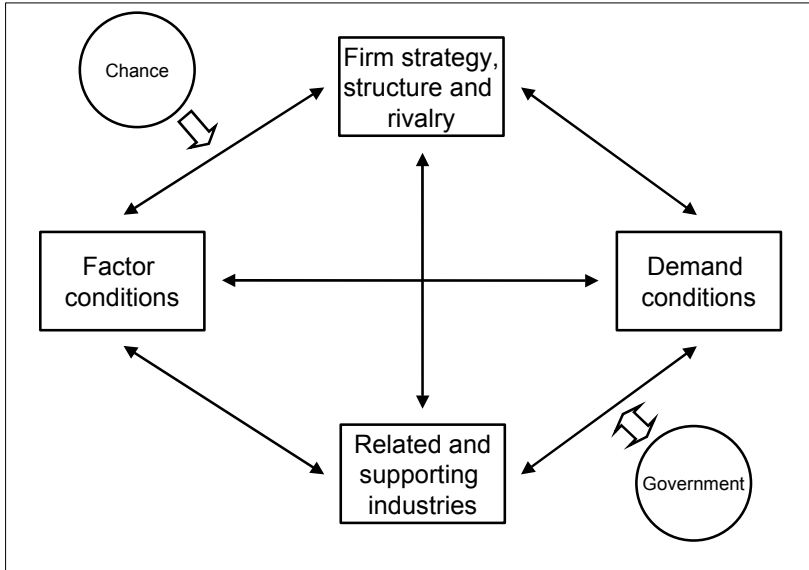 Chance
Firm strategy,
structure and
rivalry
Factor
conditions
Demand
conditions
Related and
supporting
industries
Government